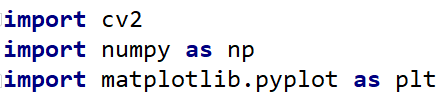 import cv2
import numpy as np
import matplotlib.pyplot as plt